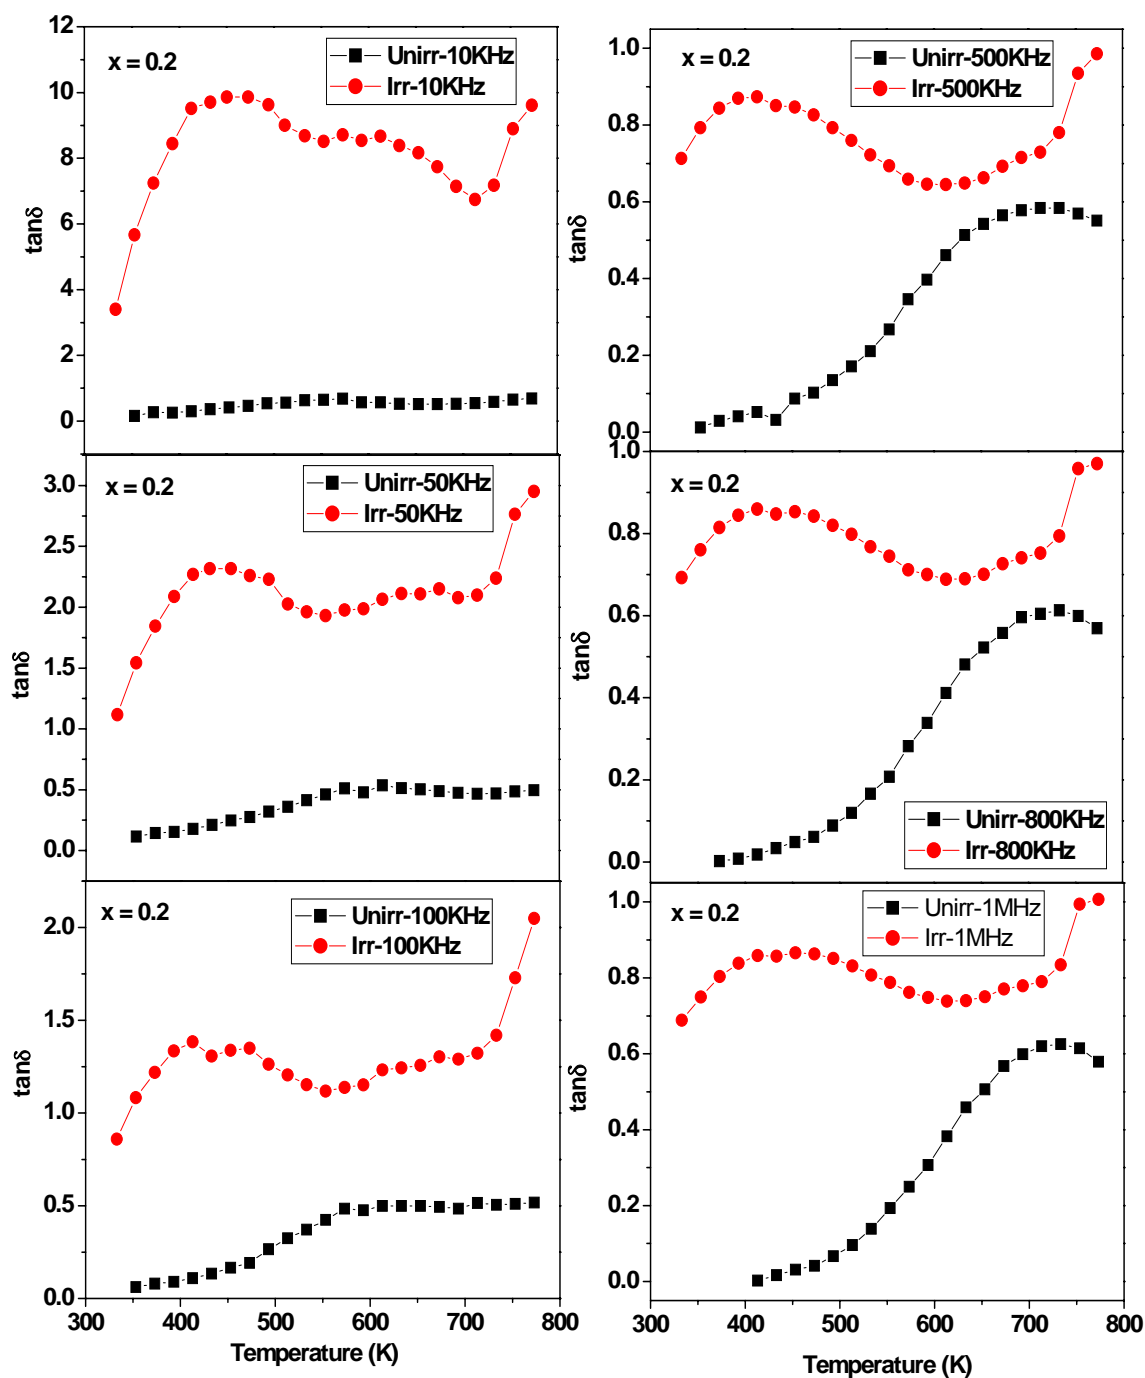 12
10
8
6
4
2
0
tanδ
x = 0.2
Unirr-10KHz
Irr-10KHz
3.0
2.5
2.0
1.5
1.0
0.5
0.0
tanδ
x = 0.2
Unirr-50KHz
Irr-50KHz
2.0
1.5
1.0
0.5
0.0
tanδ
x = 0.2
Unirr-100KHz
Irr-100KHz
300 400 500 600 700 800
Temperature (K)
1.0
0.8
0.6
0.4
0.2
0.0
tanδ
x = 0.2
Unirr-500KHz
Irr-500KHz
1.0
0.8
0.6
0.4
0.2
0.0
tanδ
x = 0.2
Unirr-800KHz
Irr-800KHz
1.0
0.8
0.6
0.4
0.2
0.0
tanδ
x = 0.2
Unirr-1MHz
Irr-1MHz
300 400 500 600 700 800
Temperature (K)